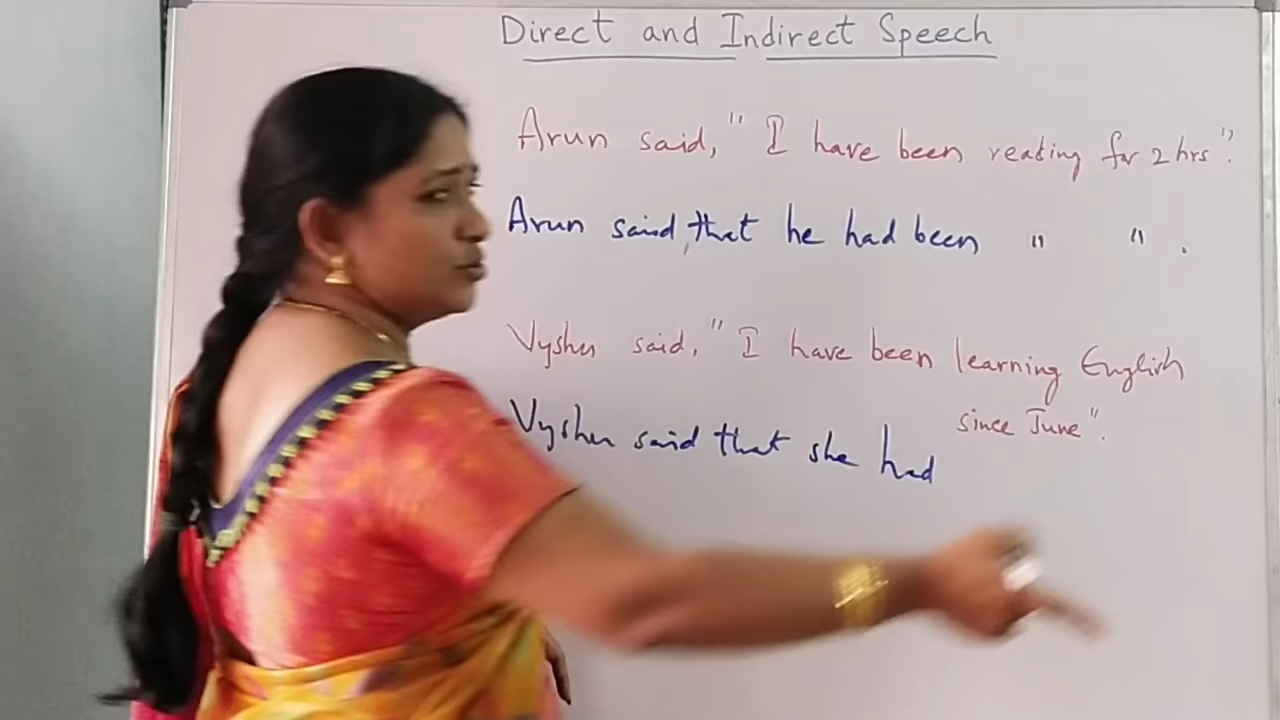 Direct and Indirect Speech
Arun said, " I have been reading for 2 hrs".
Arun said, that he had been " " .
Vyshu said, " I have been learning English
since June".
Vyshu said that she had